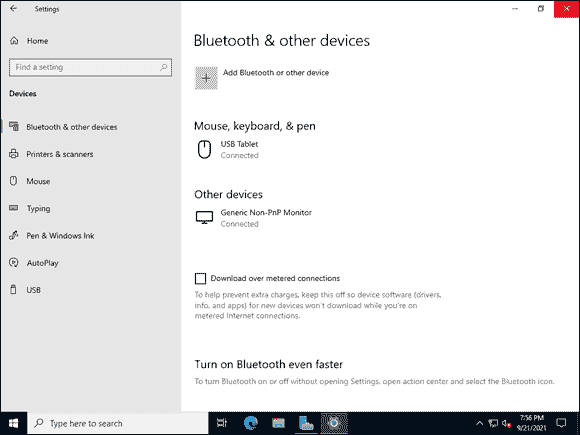 Settings
Home
Find a setting
Devices
Bluetooth & other devices
Printers & scanners
Mouse
Typing
Pen & Windows Ink
AutoPlay
USB
Bluetooth & other devices
Add Bluetooth or other device
Mouse, keyboard, & pen
USB Tablet
Connected
Other devices
Generic Non-PnP Monitor
Connected
Download over metered connections
To help prevent extra charges, keep this off so device software (drivers,
info, and apps) for new devices won't download while you're on
metered Internet connections.
Turn on Bluetooth even faster
To turn Bluetooth on or off without opening Settings, open action center and select the Bluetooth icon.
Type here to search
7:56 PM
9/21/2021